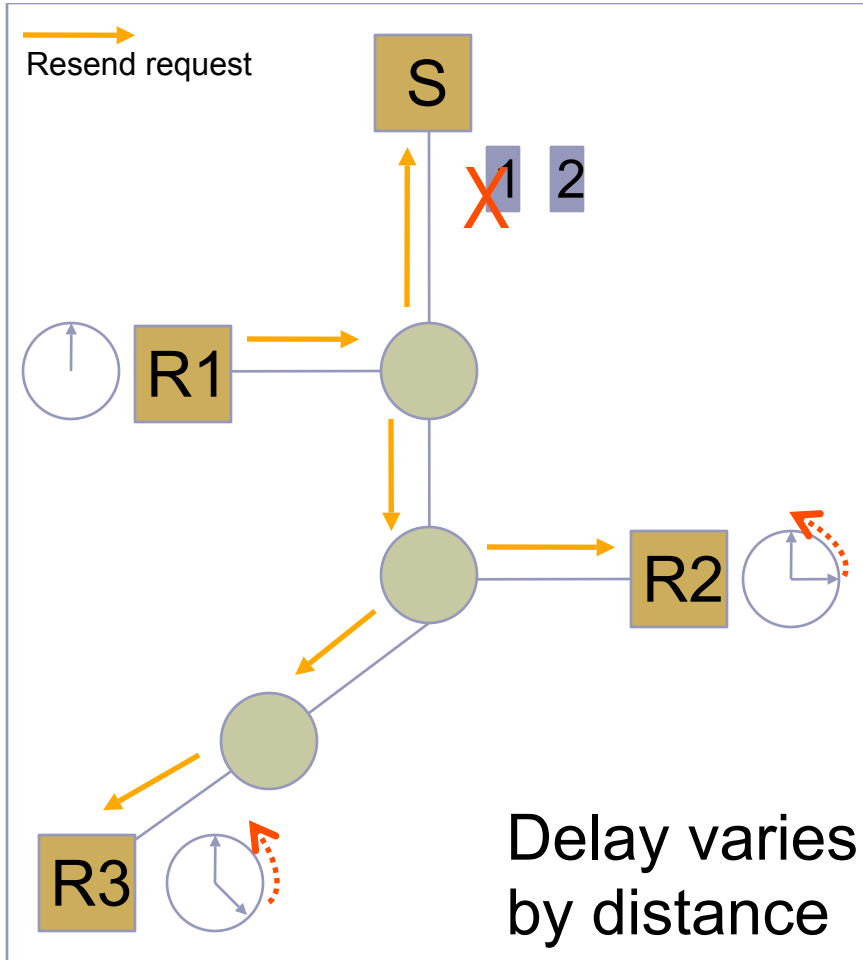 Resend request
S
1 2
R1
R2
R3
Delay varies
by distance